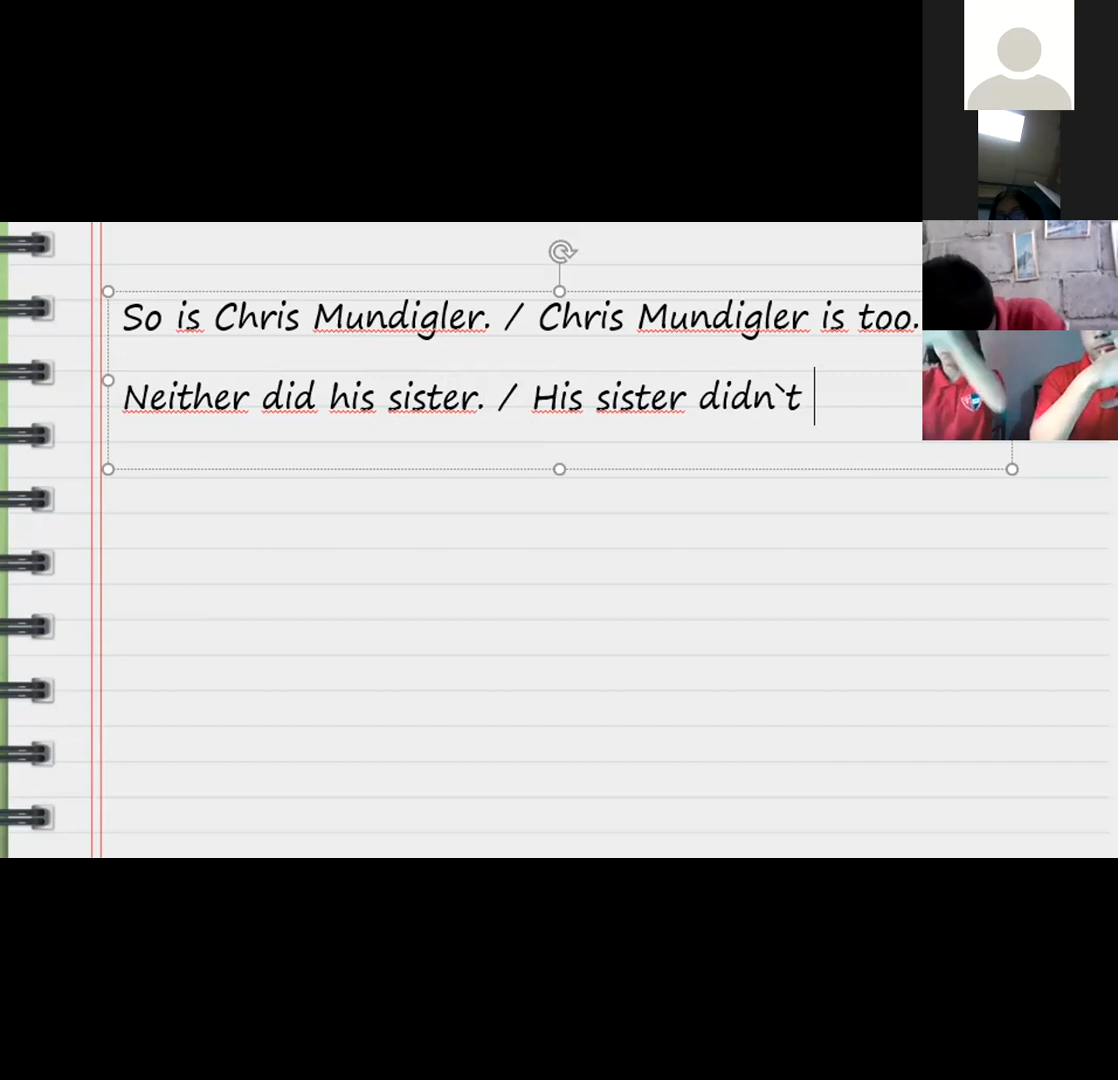 So is Chris Mundigler. / Chris Mundigler is too.
Neither did his sister. / His sister didn`t